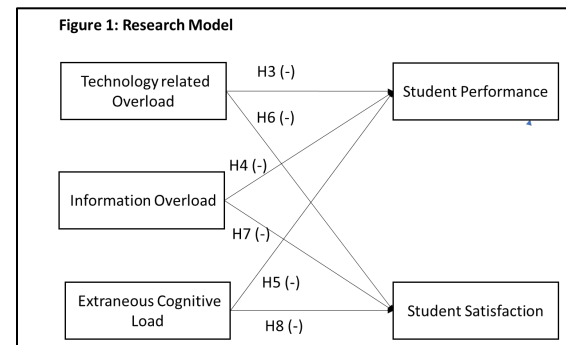 Figure 1: Research Model
Technology related
Overload
H3 (-)
Student Performance
H6 (-)
H4 (-)
Information Overload
H7 (-)
H5 (-)
Extraneous Cognitive
Load
Student Satisfaction
H8 (-)